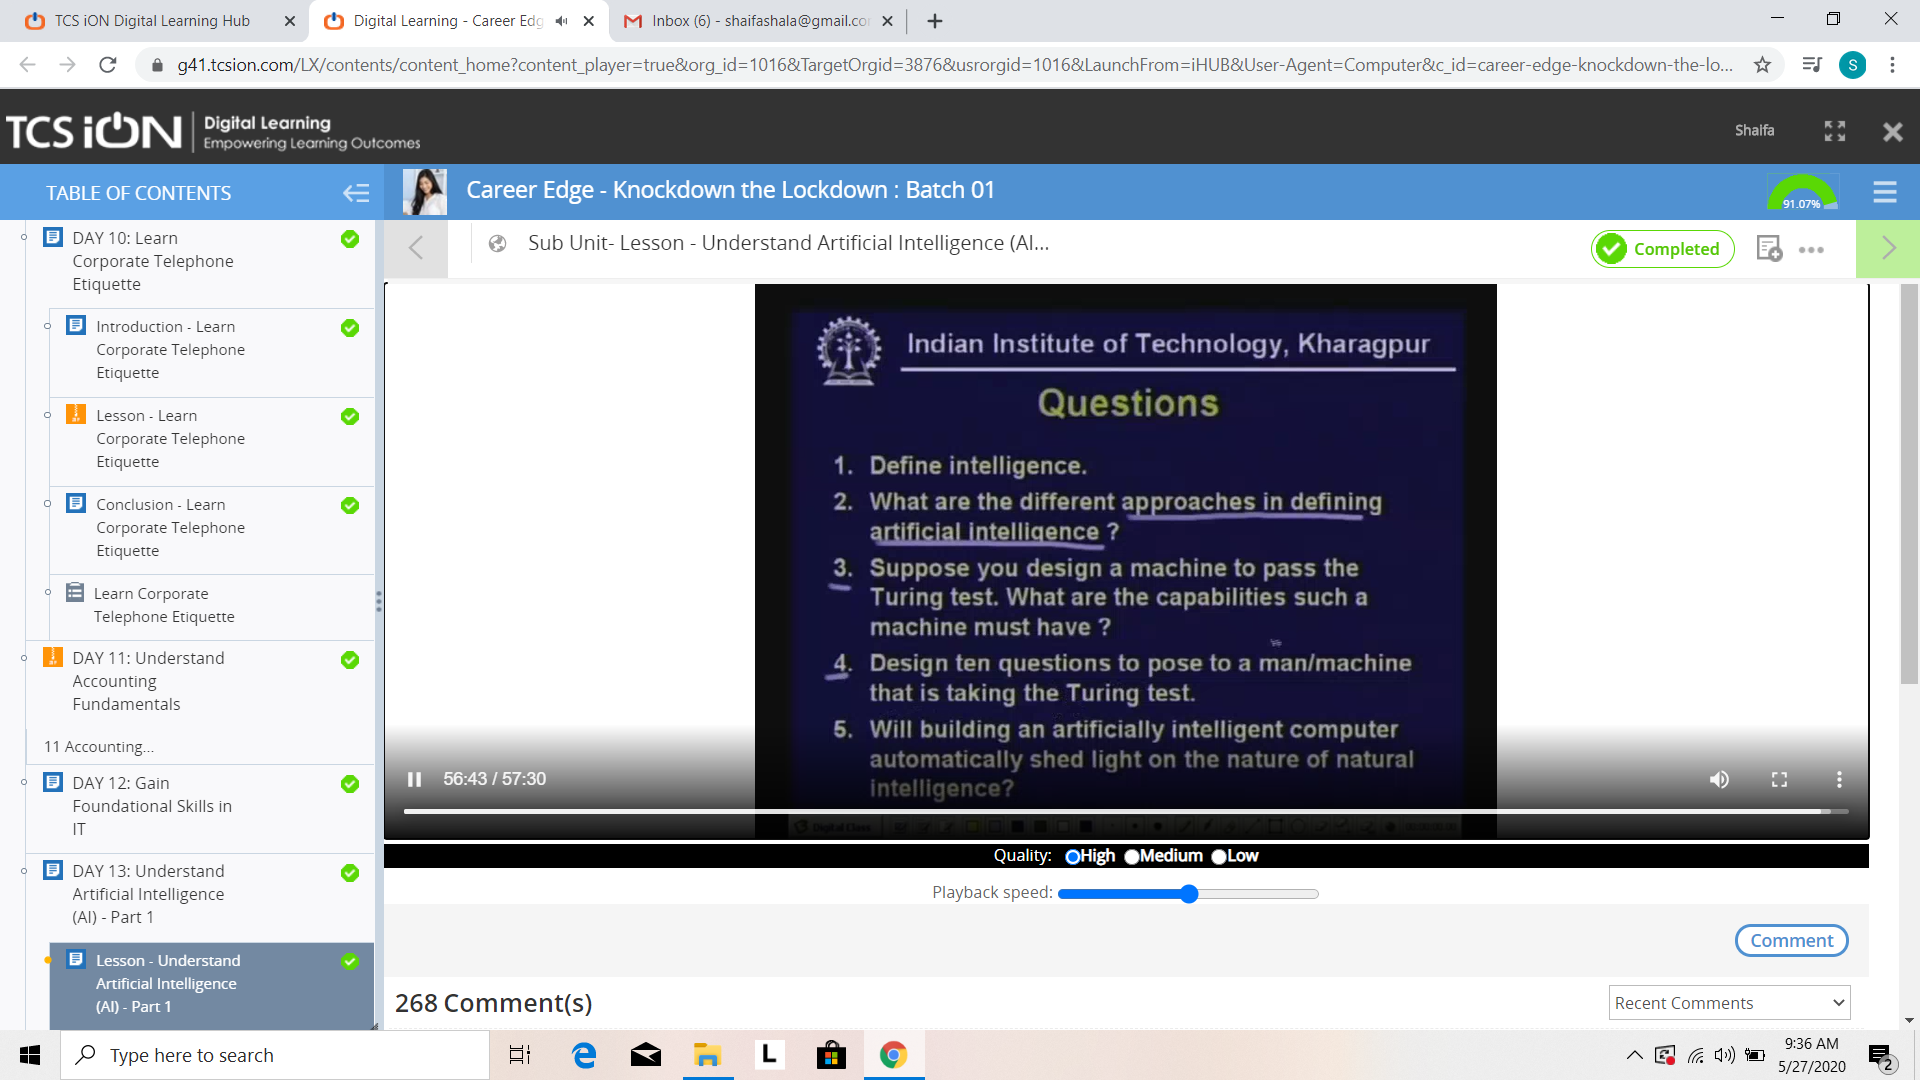 TCS iON Digital Learning Hub
Digital Learning - Career Edg
Inbox (6) - shaifashala@gmail.co
g41.tcsion.com/LX/contents/content_home?content_player=true&org_id=1016&TargetOrgid=3876&usrorgid=1016&LaunchFrom=iHUB&User-Agent=Computer&c_id=career-edge-knockdown-the-lo...
S
TCS iON
Digital Learning
Empowering Learning Outcomes
Shaifa
TABLE OF CONTENTS
Career Edge - Knockdown the Lockdown : Batch 01
91.07%
Sub Unit- Lesson - Understand Artificial Intelligence (AI...
Completed
DAY 10: Learn
Corporate Telephone
Etiquette
Introduction - Learn
Corporate Telephone
Etiquette
Lesson - Learn
Corporate Telephone
Etiquette
Conclusion - Learn
Corporate Telephone
Etiquette
Learn Corporate
Telephone Etiquette
DAY 11: Understand
Accounting
Fundamentals
11 Accounting...
DAY 12: Gain
Foundational Skills in
IT
DAY 13: Understand
Artificial Intelligence
(AI) - Part 1
Lesson - Understand
Artificial Intelligence
(AI) - Part 1
Indian Institute of Technology, Kharagpur
Questions
1. Define intelligence.
2. What are the different approaches in defining
artificial intelligence ?
3. Suppose you design a machine to pass the
Turing test. What are the capabilities such a
machine must have ?
4. Design ten questions to pose to a man/machine
that is taking the Turing test.
5. Will building an artificially intelligent computer
automatically shed light on the nature of natural
intelligence?
56:43 / 57:30
Quality: High Medium Low
Playback speed:
Comment
268 Comment(s)
Recent Comments
Type here to search
L
9:36 AM
5/27/2020
2